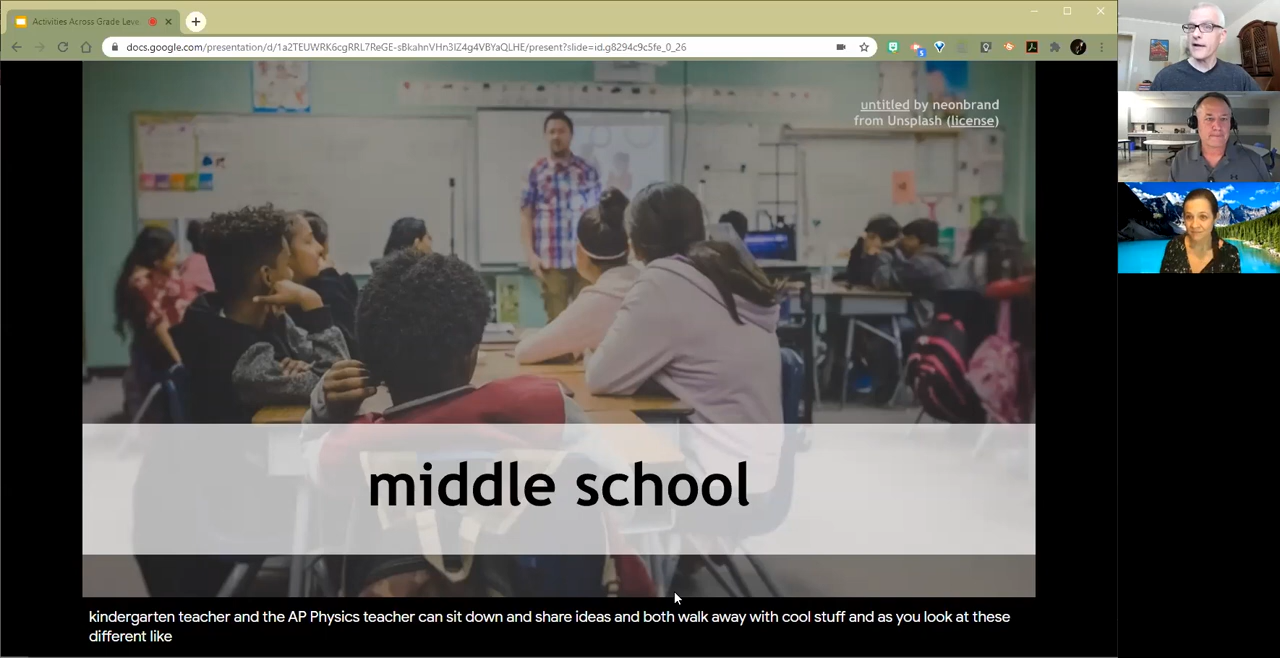 Activities Across Grade Leve
docs.google.com/presentation/d/1a2TEUWRK6cgRRL7ReGE-sBkahnVHn3IZ4g4VBYaQLHE/present?slide=id.g8294c9c5fe_0_26
untitled by neonbrand
from Unsplash (license)
middle school
kindergarten teacher and the AP Physics teacher can sit down and share ideas and both walk away with cool stuff and as you look at these
different like